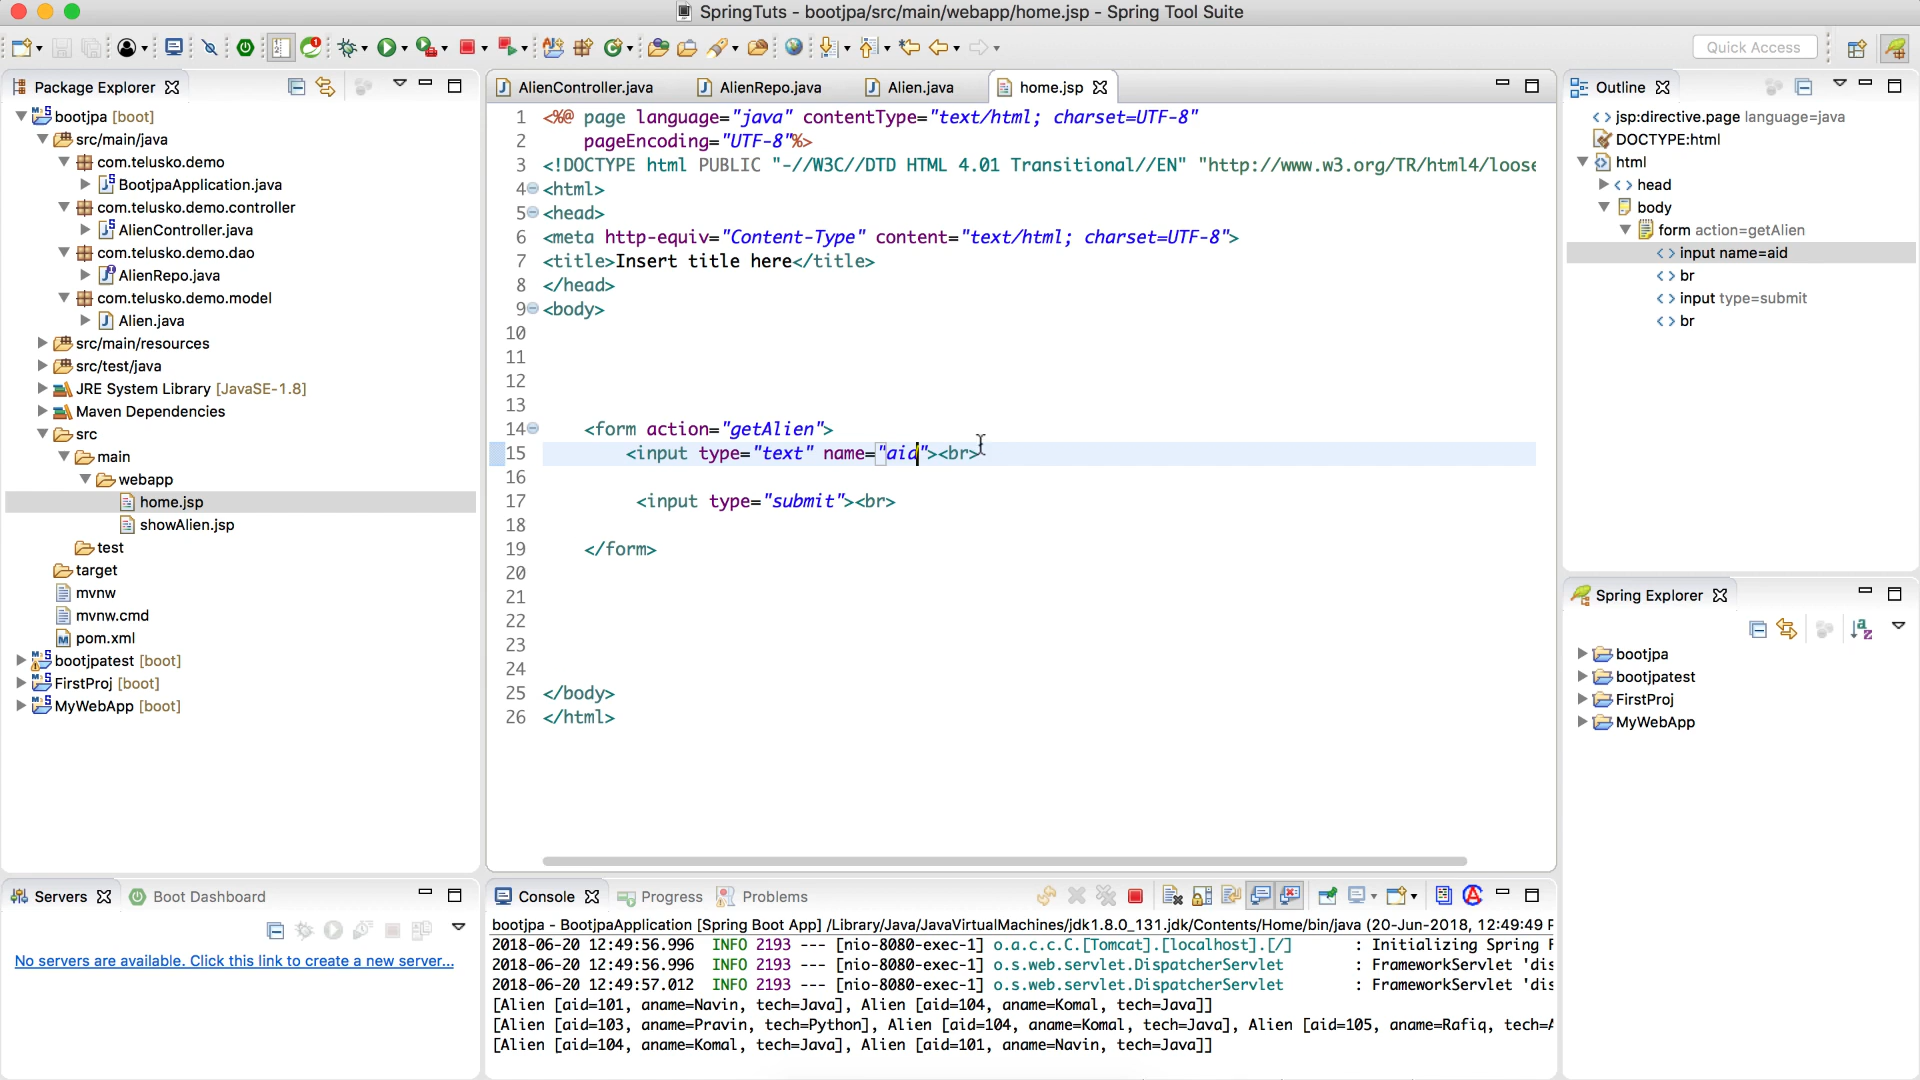 SpringTuts - bootjpa/src/main/webapp/home.jsp - Spring Tool Suite
Quick Access
Package Explorer
bootjpa [boot]
src/main/java
com.telusko.demo
BootjpaApplication.java
com.telusko.demo.controller
AlienController.java
com.telusko.demo.dao
AlienRepo.java
com.telusko.demo.model
Alien.java
src/main/resources
src/test/java
JRE System Library [JavaSE-1.8]
Maven Dependencies
src
main
webapp
home.jsp
showAlien.jsp
test
target
mvnw
mvnw.cmd
pom.xml
bootjpatest [boot]
FirstProj [boot]
MyWebApp [boot]
AlienController.java AlienRepo.java Alien.java home.jsp
1 <%@ page language="java" contentType="text/html; charset=UTF-8"
2 pageEncoding="UTF-8"%>
3 <!DOCTYPE html PUBLIC "-//W3C//DTD HTML 4.01 Transitional//EN" "http://www.w3.org/TR/html4/loose
4 <html>
5 <head>
6 <meta http-equiv="Content-Type" content="text/html; charset=UTF-8">
7 <title>Insert title here</title>
8 </head>
9 <body>
10
11
12
13
14 <form action="getAlien">
15 <input type="text" name="aid"><br>
16
17 <input type="submit"><br>
18
19 </form>
20
21
22
23
24
25 </body>
26 </html>
Outline
jsp:directive.page language=java
DOCTYPE:html
html
head
body
form action=getAlien
input name=aid
br
input type=submit
br
Spring Explorer
bootjpa
bootjpatest
FirstProj
MyWebApp
Servers Boot Dashboard
No servers are available. Click this link to create a new server...
Console Progress Problems
bootjpa - BootjpaApplication [Spring Boot App] /Library/Java/JavaVirtualMachines/jdk1.8.0_131.jdk/Contents/Home/bin/java (20-Jun-2018, 12:49:49 P
2018-06-20 12:49:56.996 INFO 2193 --- [nio-8080-exec-1] o.a.c.c.C.[Tomcat].[localhost].[/] : Initializing Spring F
2018-06-20 12:49:56.996 INFO 2193 --- [nio-8080-exec-1] o.s.web.servlet.DispatcherServlet : FrameworkServlet 'dis
2018-06-20 12:49:57.012 INFO 2193 --- [nio-8080-exec-1] o.s.web.servlet.DispatcherServlet : FrameworkServlet 'dis
[Alien [aid=101, aname=Navin, tech=Java], Alien [aid=104, aname=Komal, tech=Java]]
[Alien [aid=103, aname=Pravin, tech=Python], Alien [aid=104, aname=Komal, tech=Java], Alien [aid=105, aname=Rafiq, tech=A
[Alien [aid=104, aname=Komal, tech=Java], Alien [aid=101, aname=Navin, tech=Java]]